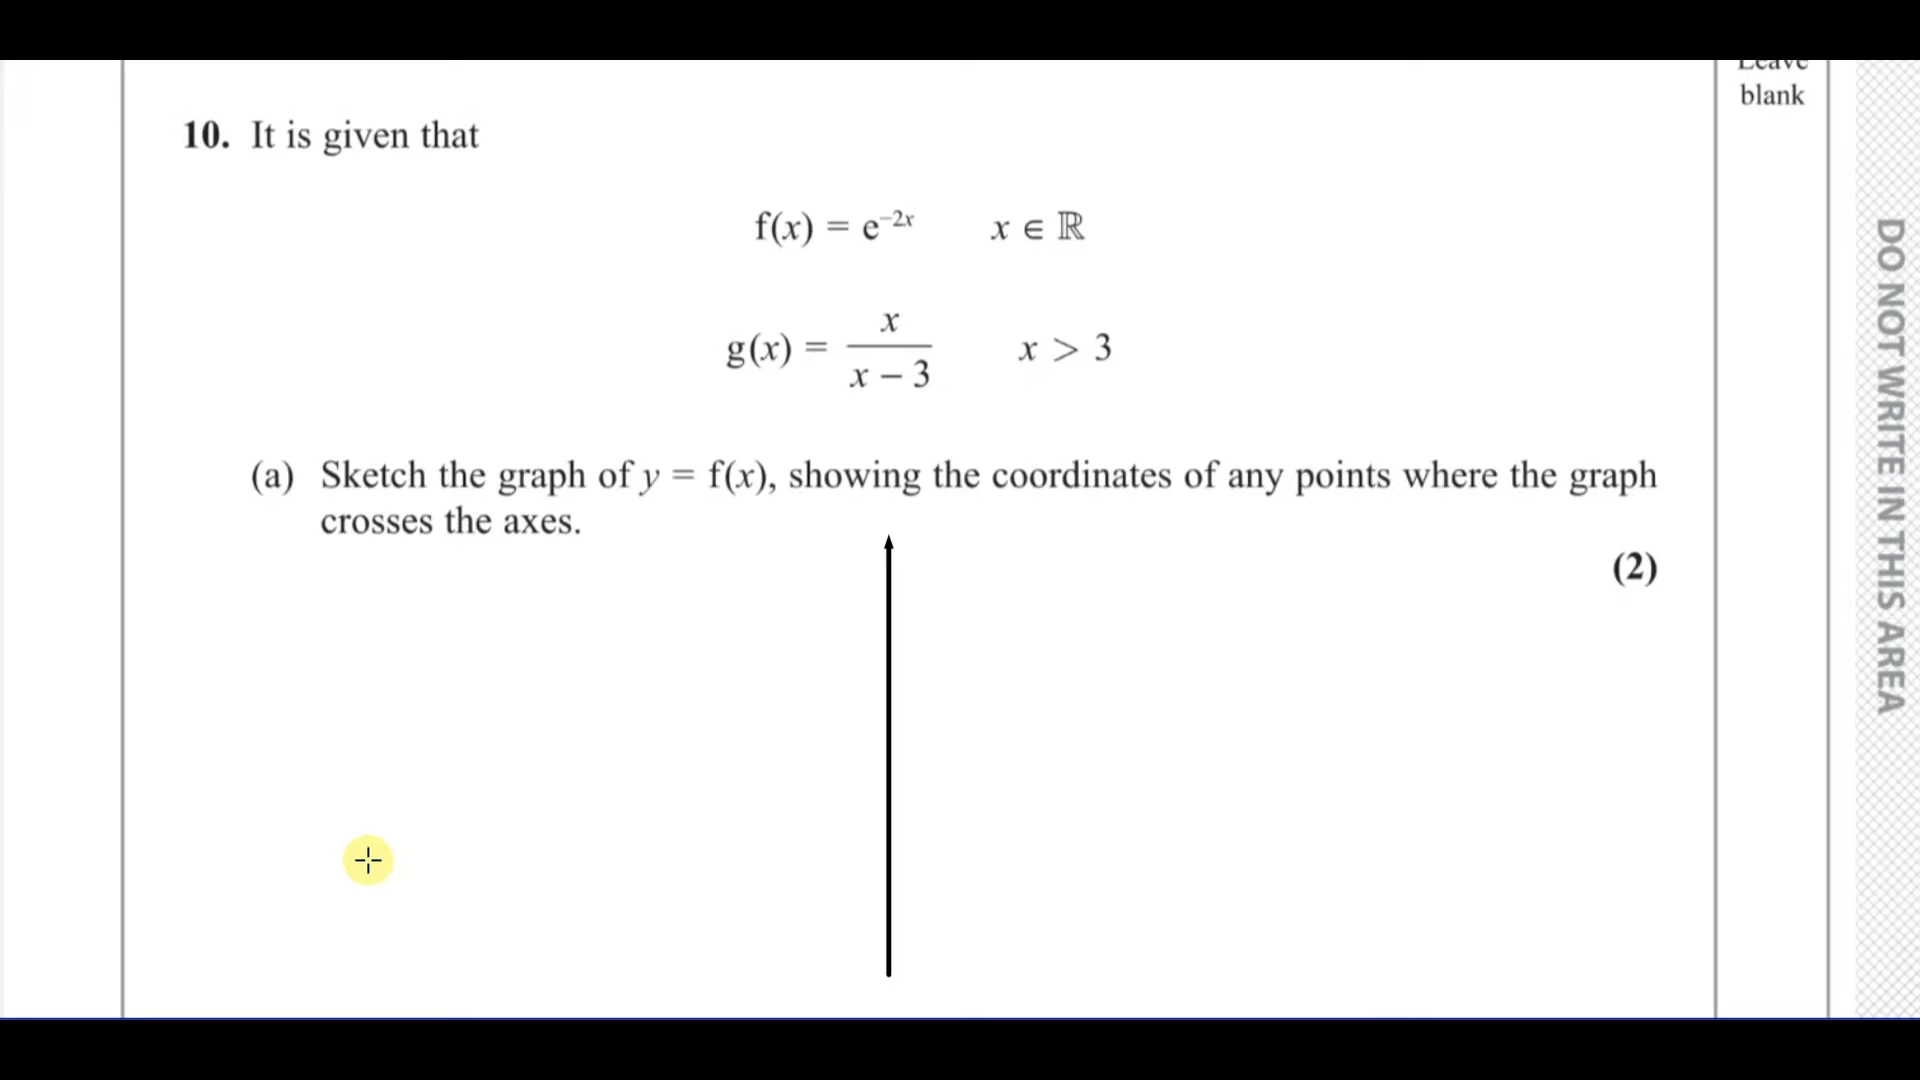 Leave
blank
10. It is given that
f(x) = e⁻²ˣ x ∈ ℝ
g(x) = x / (x − 3) x > 3
(a) Sketch the graph of y = f(x), showing the coordinates of any points where the graph
crosses the axes.
(2)
DO NOT WRITE IN THIS AREA